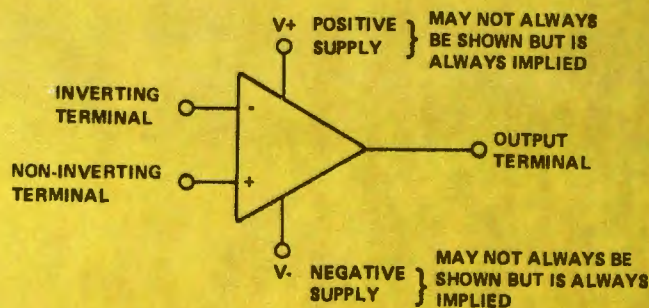 V+ POSITIVE SUPPLY } MAY NOT ALWAYS
BE SHOWN BUT IS
ALWAYS IMPLIED
INVERTING
TERMINAL
-
NON-INVERTING
TERMINAL
+
OUTPUT
TERMINAL
V- NEGATIVE
SUPPLY
} MAY NOT ALWAYS BE
SHOWN BUT IS ALWAYS
IMPLIED